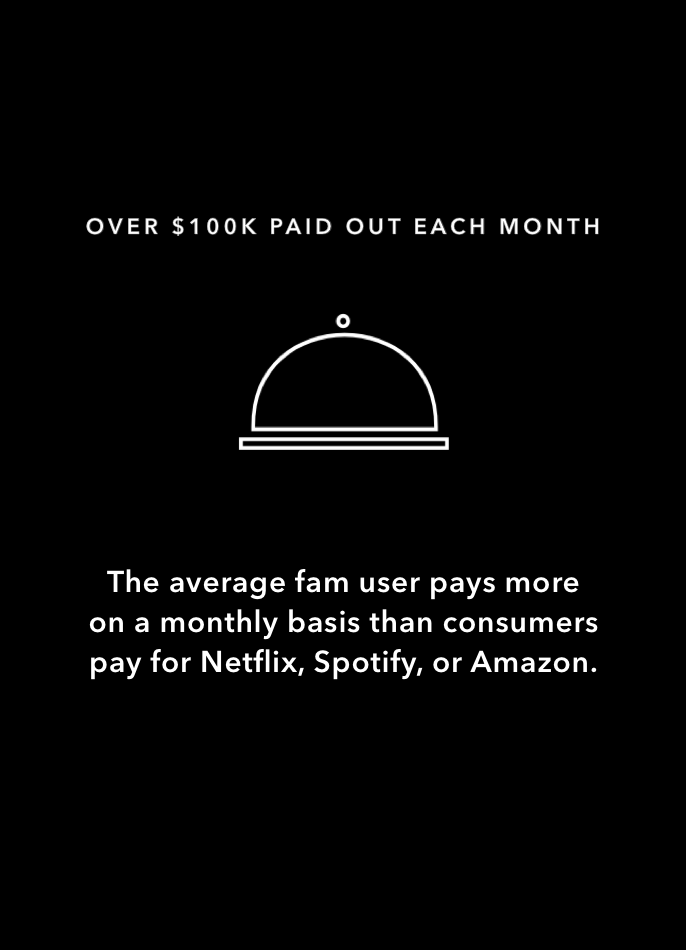 OVER $100K PAID OUT EACH MONTH
The average fam user pays more
on a monthly basis than consumers
pay for Netflix, Spotify, or Amazon.